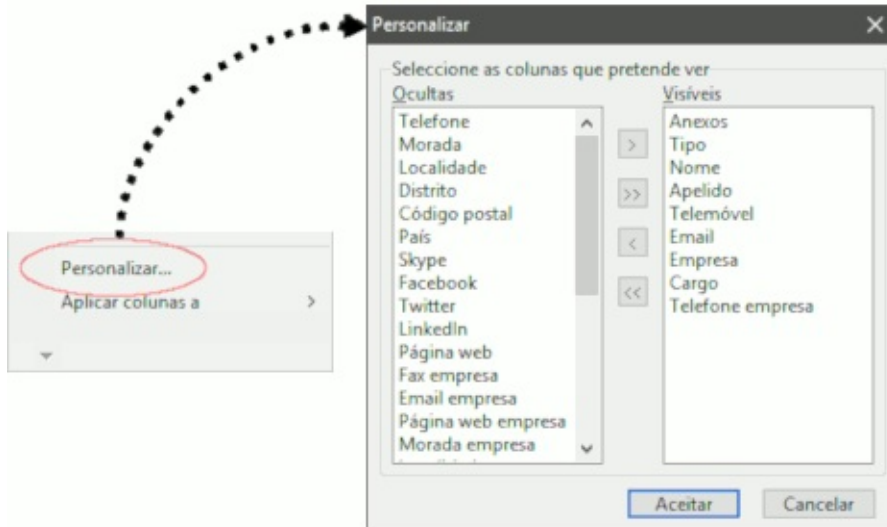 Personalizar
Seleccione as colunas que pretende ver
Ocultas
Telefone
Morada
Localidade
Distrito
Código postal
País
Skype
Facebook
Twitter
LinkedIn
Página web
Fax empresa
Email empresa
Página web empresa
Morada empresa
>
>>
<
<<
Visíveis
Anexos
Tipo
Nome
Apelido
Telemóvel
Email
Empresa
Cargo
Telefone empresa
Aceitar
Cancelar
Personalizar...
Aplicar colunas a